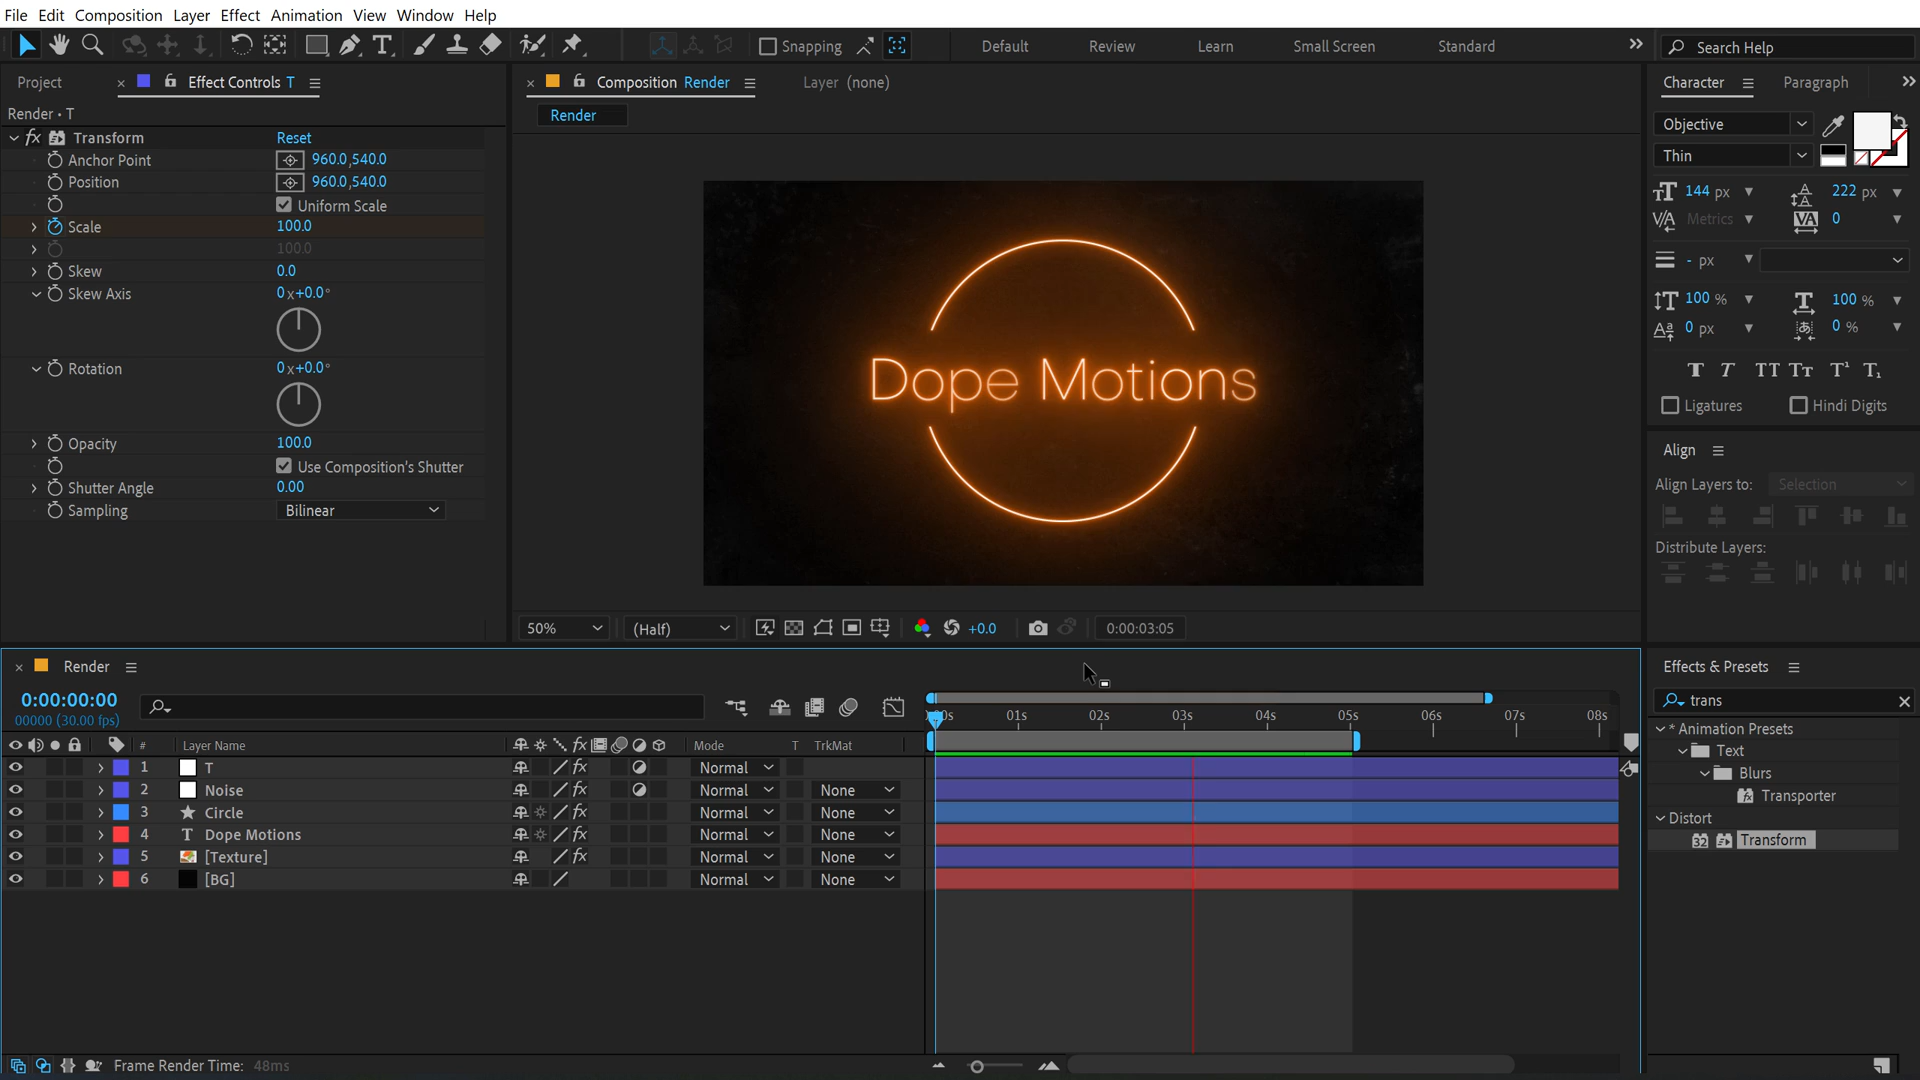 File Edit Composition Layer Effect Animation View Window Help
Snapping Default Review Learn Small Screen Standard Search Help
Project Effect Controls T Composition Render Layer (none) Character Paragraph
Render • T
Render
Transform Reset
Anchor Point 960.0,540.0
Position 960.0,540.0
Uniform Scale
Scale 100.0
100.0
Skew 0.0
Skew Axis 0x+0.0°
Rotation 0x+0.0°
Opacity 100.0
Use Composition's Shutter
Shutter Angle 0.00
Sampling Bilinear
Dope Motions
50% (Half) +0.0 0:00:03:05
Objective
Thin
144 px 222 px
Metrics 0
- px
100 % 100 %
0 px 0 %
T T TT Tт T¹ T₁
Ligatures Hindi Digits
Align
Align Layers to: Selection
Distribute Layers:
Render
0:00:00:00
00000 (30.00 fps)
00s 01s 02s 03s 04s 05s 06s 07s 08s
# Layer Name Mode T TrkMat
1 T Normal
2 Noise Normal None
3 Circle Normal None
4 T Dope Motions Normal None
5 [Texture] Normal None
6 [BG] Normal None
Frame Render Time: 48ms
Effects & Presets
trans
* Animation Presets
Text
Blurs
Transporter
Distort
32 Transform